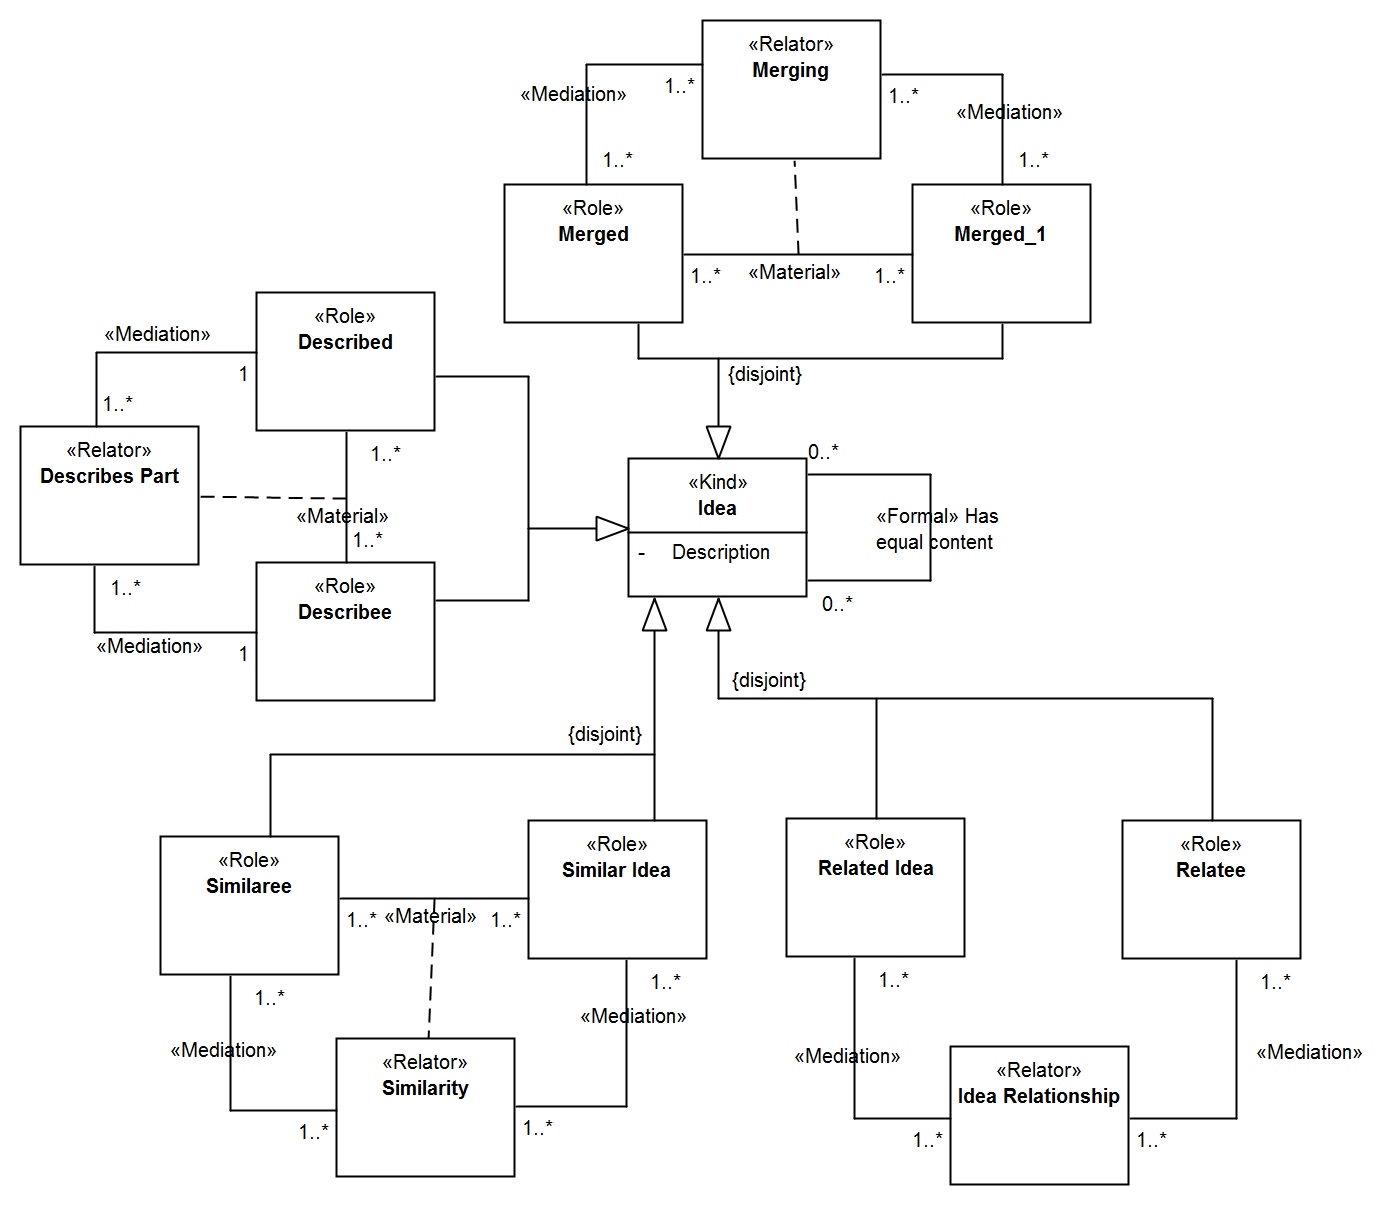 «Relator»
Merging
1..*
1..*
«Mediation»
«Mediation»
1..*
1..*
«Role»
Merged
«Role»
Merged_1
1..*
«Material»
1..*
{disjoint}
«Role»
Described
«Mediation»
1
1..*
1..*
«Relator»
Describes Part
«Material»
1..*
1..*
«Role»
Describee
«Mediation»
1
0..*
«Kind»
Idea
- Description
«Formal» Has
equal content
0..*
{disjoint}
{disjoint}
«Role»
Similaree
«Role»
Similar Idea
1..*
«Material»
1..*
1..*
1..*
«Mediation»
«Mediation»
«Relator»
Similarity
1..*
1..*
«Role»
Related Idea
«Role»
Relatee
1..*
1..*
«Mediation»
«Mediation»
«Relator»
Idea Relationship
1..*
1..*